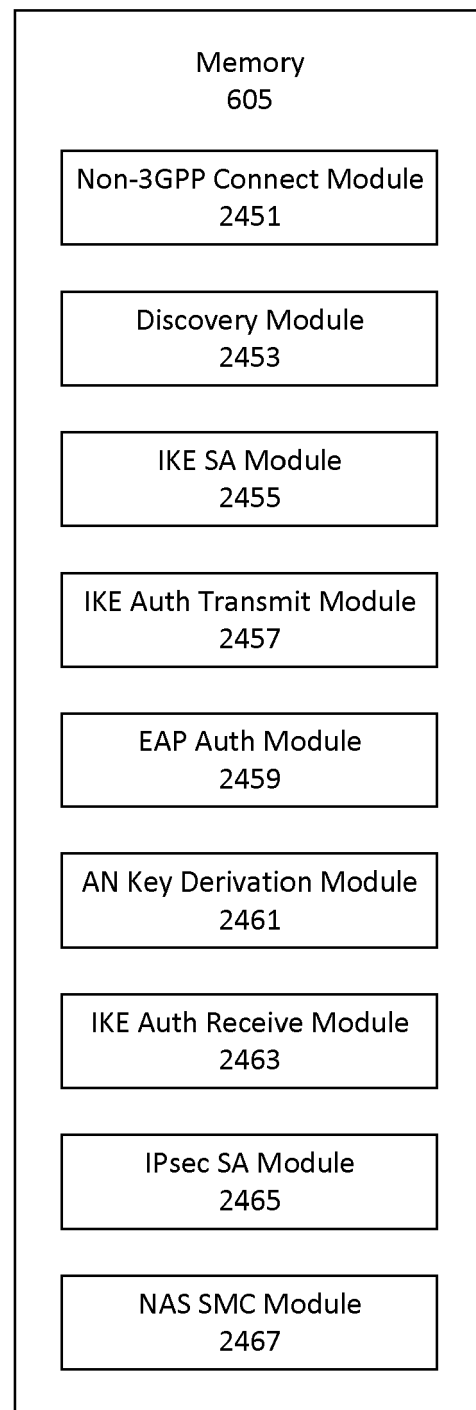 Memory
605
Non-3GPP Connect Module
2451
Discovery Module
2453
IKE SA Module
2455
IKE Auth Transmit Module
2457
EAP Auth Module
2459
AN Key Derivation Module
2461
IKE Auth Receive Module
2463
IPsec SA Module
2465
NAS SMC Module
2467